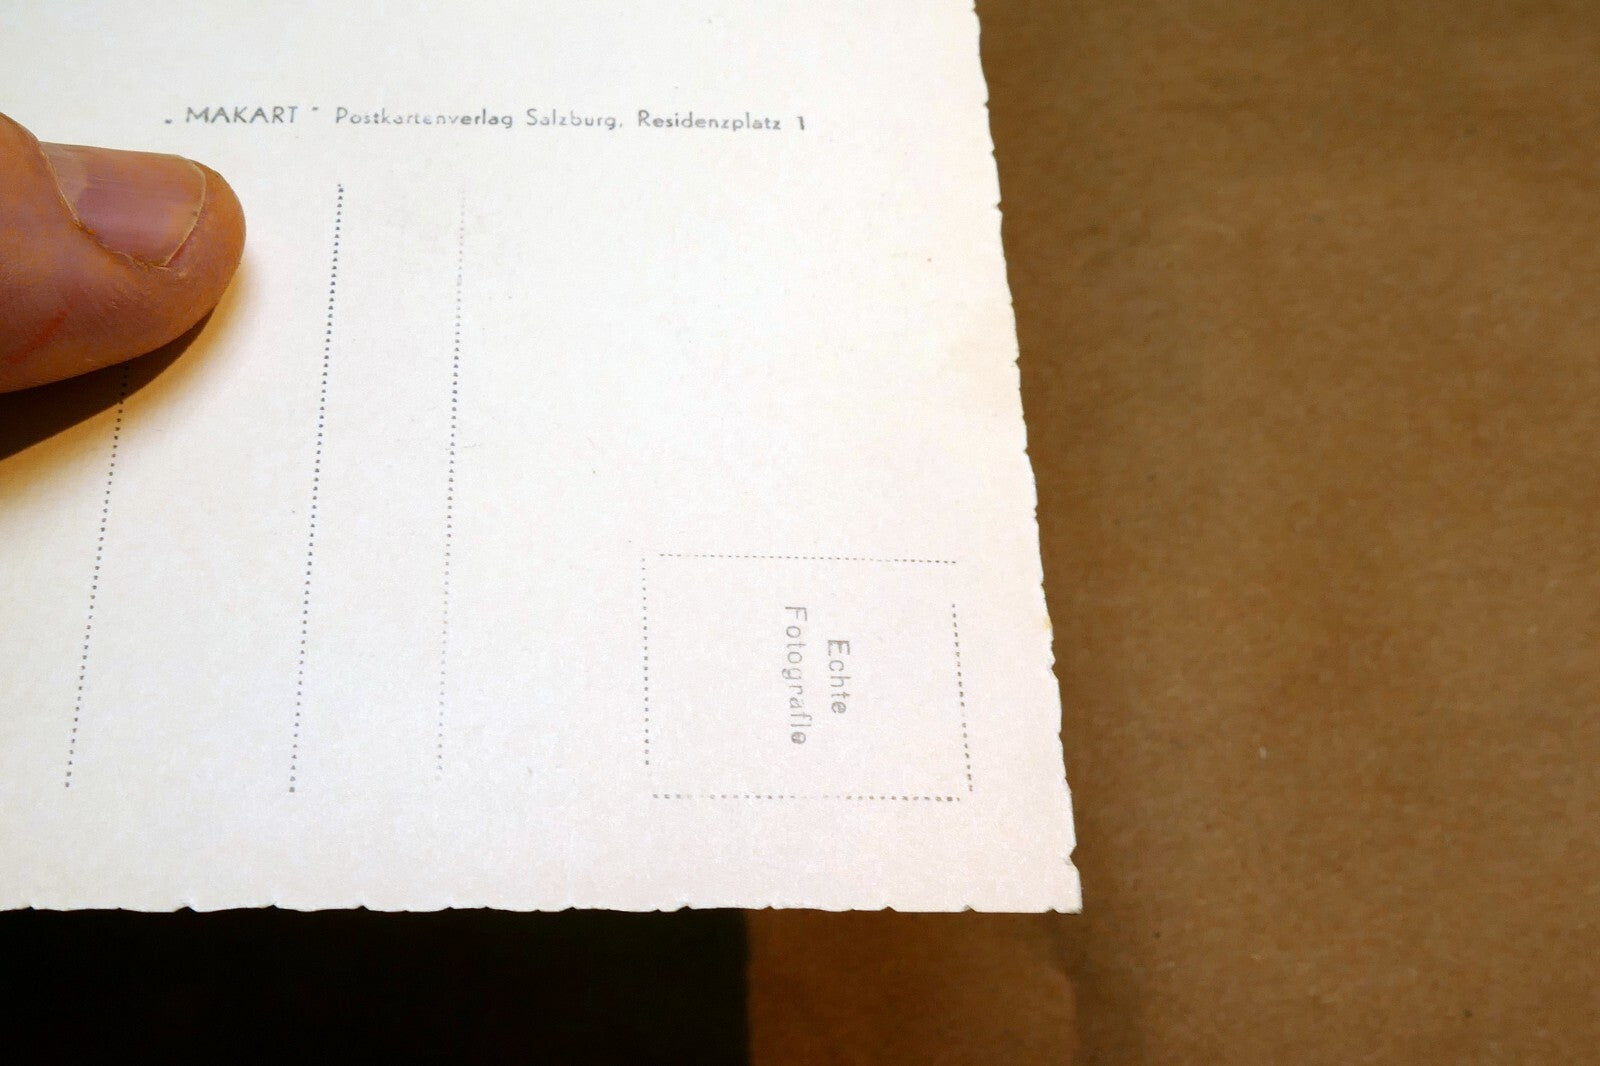 „MAKART“ Postkartenverlag Salzburg, Residenzplatz 1
Echte
Fotografie